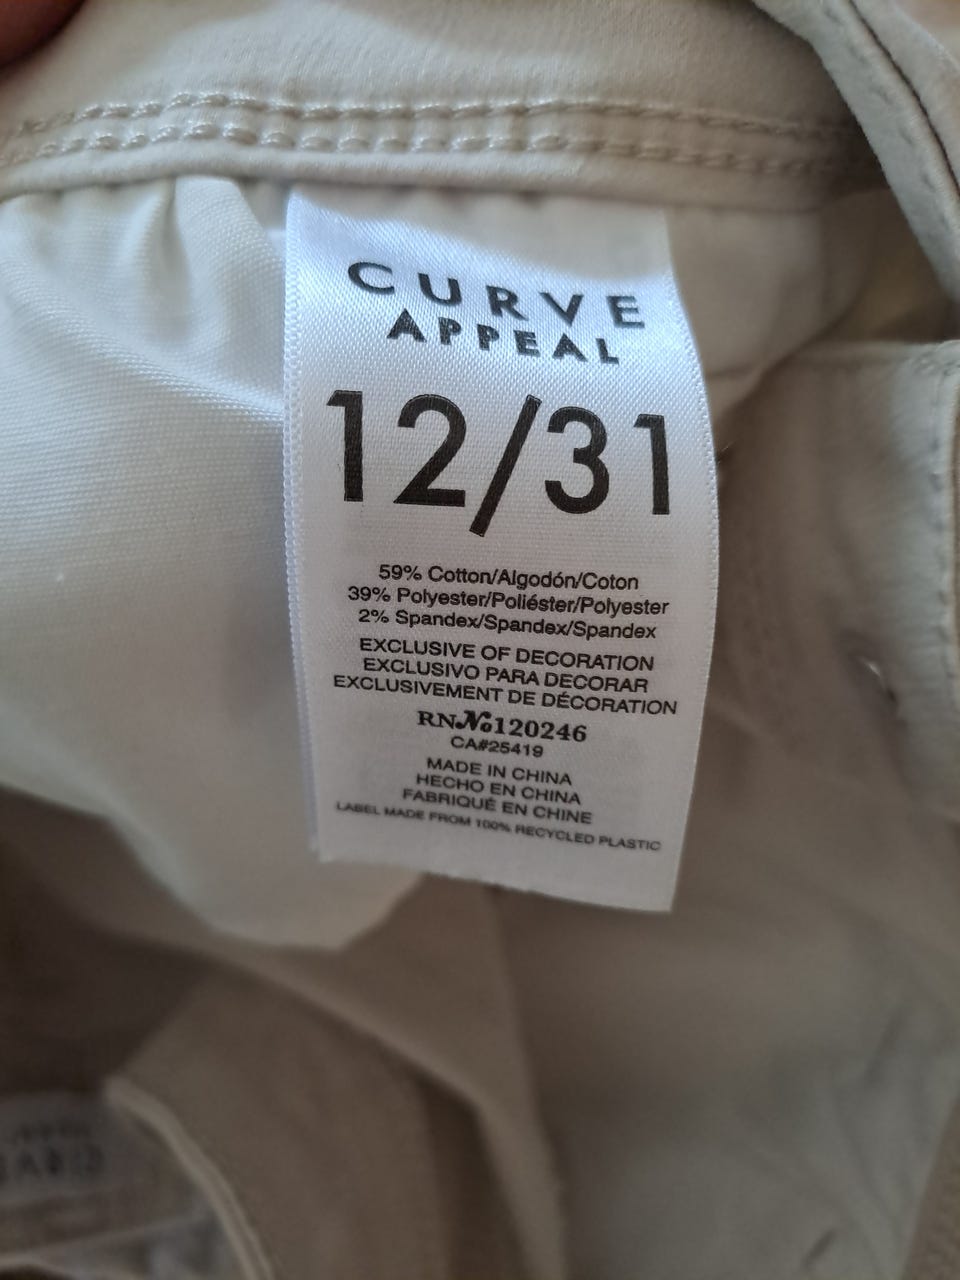 CURVE
APPEAL
12/31
59% Cotton/Algodón/Coton
39% Polyester/Poliéster/Polyester
2% Spandex/Spandex/Spandex
EXCLUSIVE OF DECORATION
EXCLUSIVO PARA DECORAR
EXCLUSIVEMENT DE DÉCORATION
RN№120246
CA#25419
MADE IN CHINA
HECHO EN CHINA
FABRIQUÉ EN CHINE
LABEL MADE FROM 100% RECYCLED PLASTIC